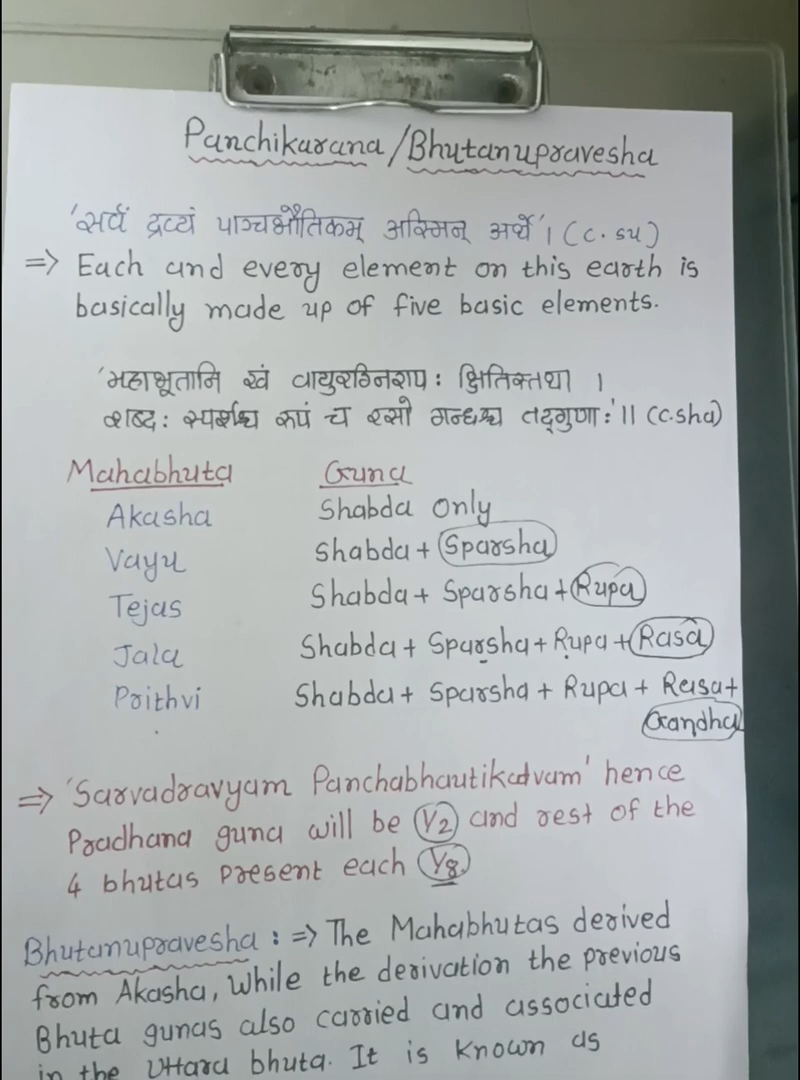 Panchikarana/Bhutanupravesha
'सर्वं द्रव्यं पाञ्चभौतिकम् अस्मिन् अर्थे'। (C. su)
=> Each and every element on this earth is
basically made up of five basic elements.
'महाभूतानि खं वायुरग्निराप: क्षितिस्तथा ।
शब्द: स्पर्शश्च रूपं च रसो गन्धश्च तद्गुणा:'॥ (C.sha)
Mahabhuta Guna
Akasha Shabda only
Vayu Shabda + Sparsha
Tejas Shabda + Sparsha + Rupa
Jala Shabda + Sparsha + Rupa + Rasa
Prithvi Shabda + Sparsha + Rupa + Rasa +
Gandha
=> 'Sarvadravyam Panchabhautikatvam' hence
Pradhana guna will be 1/2 and rest of the
4 bhutas present each 1/8
Bhutanupravesha : => The Mahabhutas derived
from Akasha, While the derivation the previous
Bhuta gunas also carried and associated
in the Uttara bhuta. It is known as